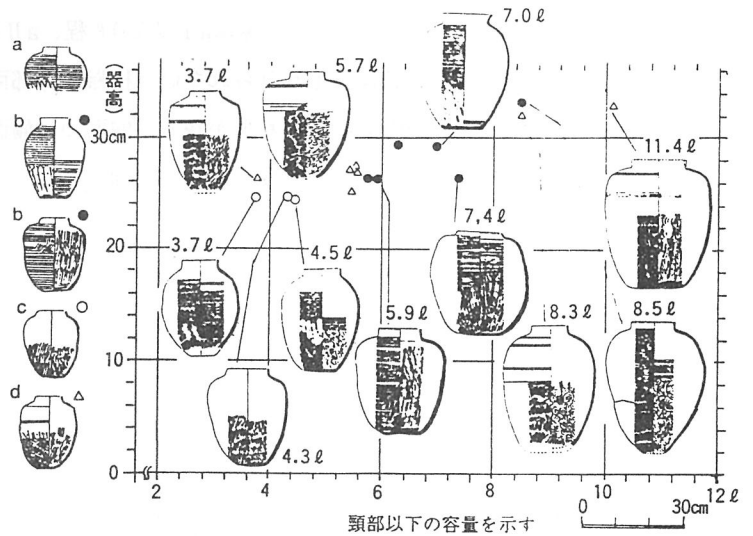 a
b
b
c
d
(器高)
30cm
20
10
0
3.7ℓ
5.7ℓ
7.0ℓ
11.4ℓ
3.7ℓ
4.5ℓ
7,4ℓ
5.9ℓ
8.3ℓ
8.5ℓ
4.3ℓ
2
4
6
8
10
12ℓ
頸部以下の容量を示す
0
30cm